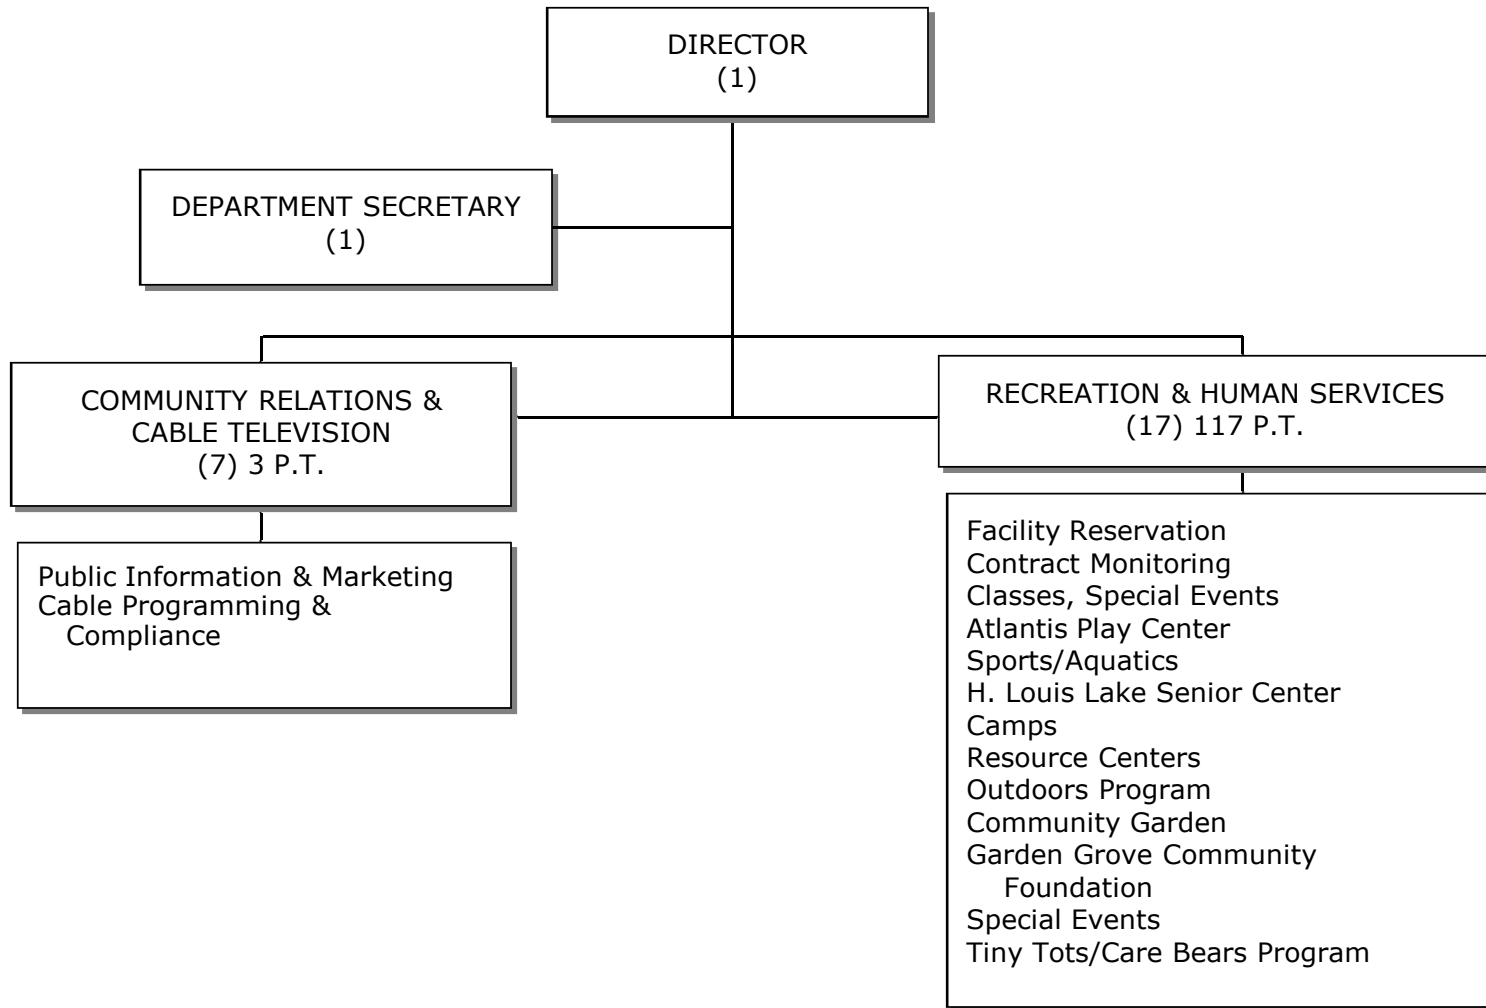 DIRECTOR
(1)
DEPARTMENT SECRETARY
(1)
COMMUNITY RELATIONS &
CABLE TELEVISION
(7) 3 P.T.
RECREATION & HUMAN SERVICES
(17) 117 P.T.
Public Information & Marketing
Cable Programming &
Compliance
Facility Reservation
Contract Monitoring
Classes, Special Events
Atlantis Play Center
Sports/Aquatics
H. Louis Lake Senior Center
Camps
Resource Centers
Outdoors Program
Community Garden
Garden Grove Community
Foundation
Special Events
Tiny Tots/Care Bears Program